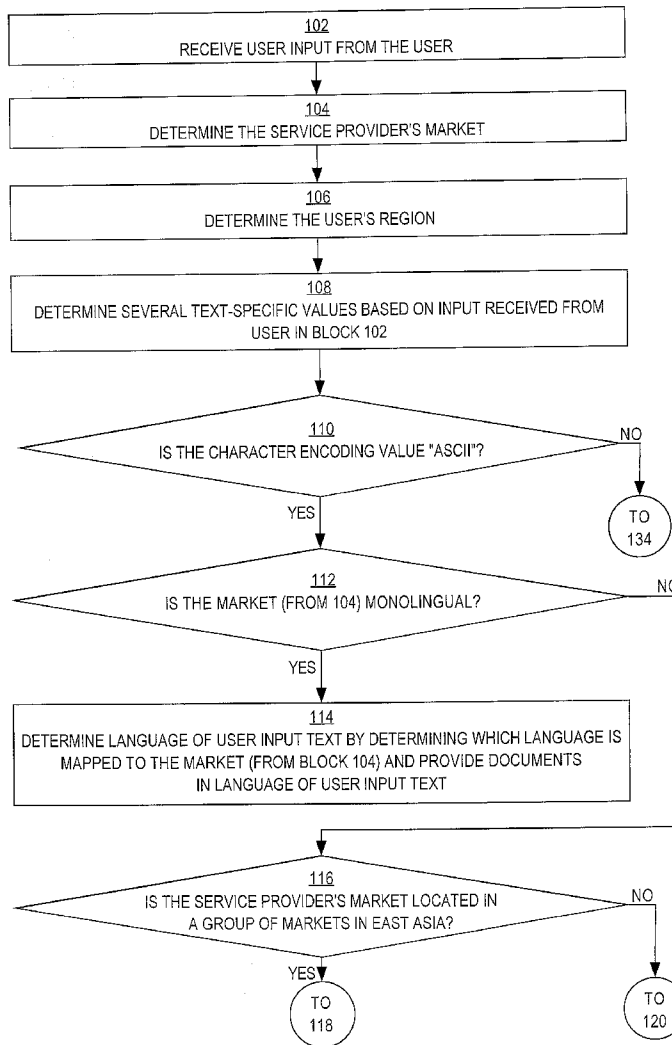 102
RECEIVE USER INPUT FROM THE USER
104
DETERMINE THE SERVICE PROVIDER'S MARKET
106
DETERMINE THE USER'S REGION
108
DETERMINE SEVERAL TEXT-SPECIFIC VALUES BASED ON INPUT RECEIVED FROM
USER IN BLOCK 102
110
IS THE CHARACTER ENCODING VALUE "ASCII"?
NO
YES
TO
134
112
IS THE MARKET (FROM 104) MONOLINGUAL?
NO
YES
114
DETERMINE LANGUAGE OF USER INPUT TEXT BY DETERMINING WHICH LANGUAGE IS
MAPPED TO THE MARKET (FROM BLOCK 104) AND PROVIDE DOCUMENTS
IN LANGUAGE OF USER INPUT TEXT
116
IS THE SERVICE PROVIDER'S MARKET LOCATED IN
A GROUP OF MARKETS IN EAST ASIA?
NO
YES
TO
118
TO
120